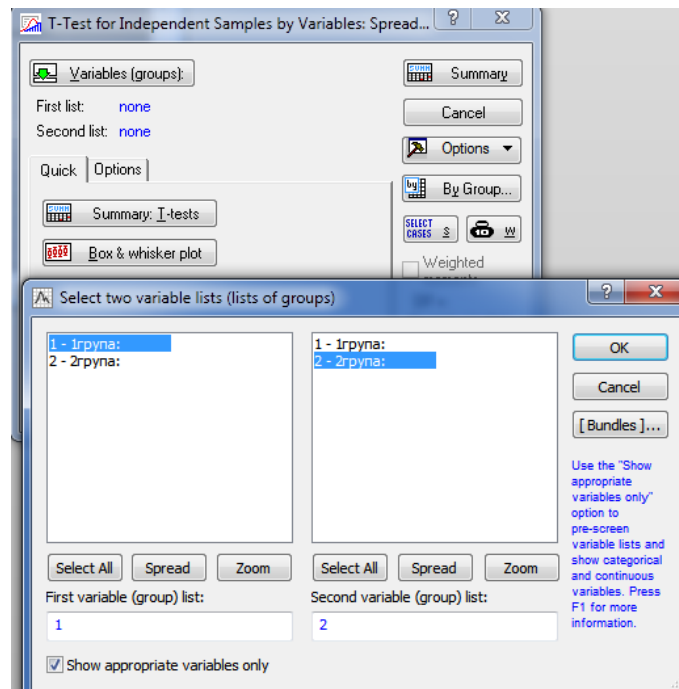 T-Test for Independent Samples by Variables: Spread...
Variables (groups):
Summary
First list: none
Second list: none
Cancel
Options
Quick Options
By Group...
Summary: T-tests
SELECT CASES S W
Box & whisker plot
Weighted
Select two variable lists (lists of groups)
1 - 1група:
2 - 2група:
1 - 1група:
2 - 2група:
OK
Cancel
[ Bundles ]...
Use the "Show
appropriate
variables only"
option to
pre-screen
variable lists and
show categorical
and continuous
variables. Press
F1 for more
information.
Select All Spread Zoom
Select All Spread Zoom
First variable (group) list:
Second variable (group) list:
1
2
Show appropriate variables only